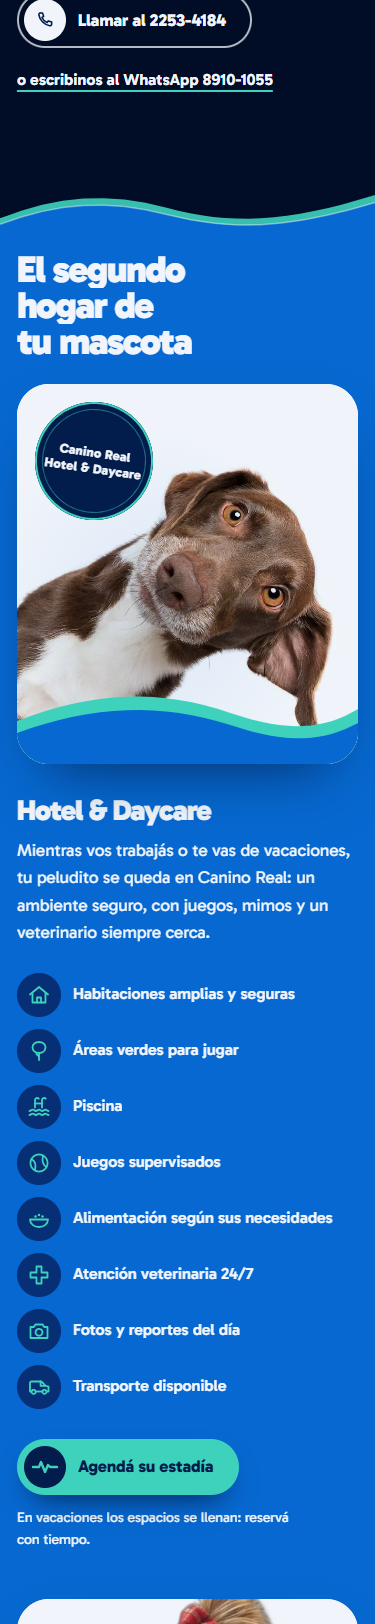 Llamar al 2253-4184
o escribinos al WhatsApp 8910-1055
El segundo
hogar de
tu mascota
Canino Real
Hotel & Daycare
Hotel & Daycare
Mientras vos trabajás o te vas de vacaciones,
tu peludito se queda en Canino Real: un
ambiente seguro, con juegos, mimos y un
veterinario siempre cerca.
Habitaciones amplias y seguras
Áreas verdes para jugar
Piscina
Juegos supervisados
Alimentación según sus necesidades
Atención veterinaria 24/7
Fotos y reportes del día
Transporte disponible
Agendá su estadía
En vacaciones los espacios se llenan: reservá
con tiempo.